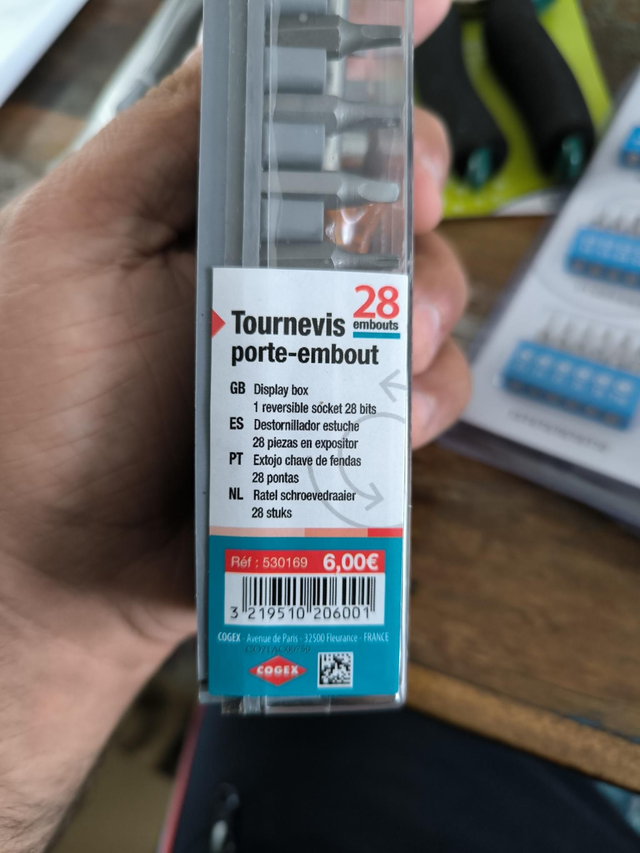 28
embouts
Tournevis
porte-embout
GB Display box
1 reversible socket 28 bits
ES Destornillador estuche
28 piezas en expositor
PT Extojo chave de fendas
28 pontas
NL Ratel schroevedraaier
28 stuks
Réf : 530169 6,00€
3 219510 206001
COGEX - Avenue de Paris - 32500 Fleurance - FRANCE
COGEX